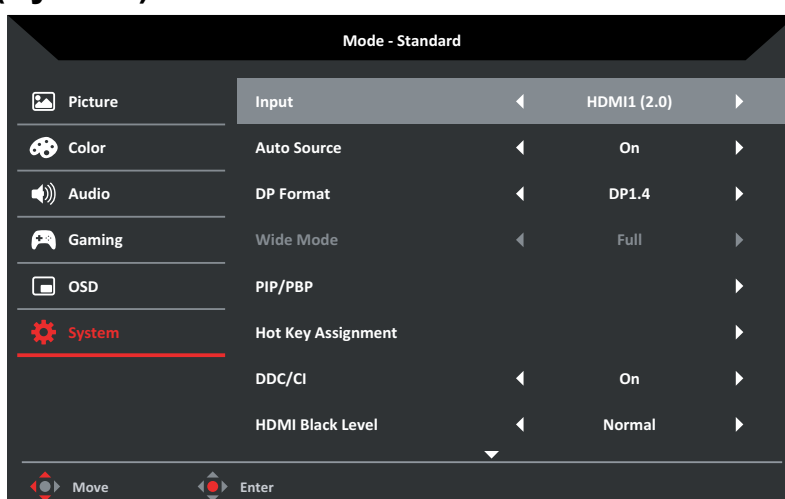 Mode - Standard
Picture
Color
Audio
Gaming
OSD
System
Input HDMI1 (2.0)
Auto Source On
DP Format DP1.4
Wide Mode Full
PIP/PBP
Hot Key Assignment
DDC/CI On
HDMI Black Level Normal
Move Enter